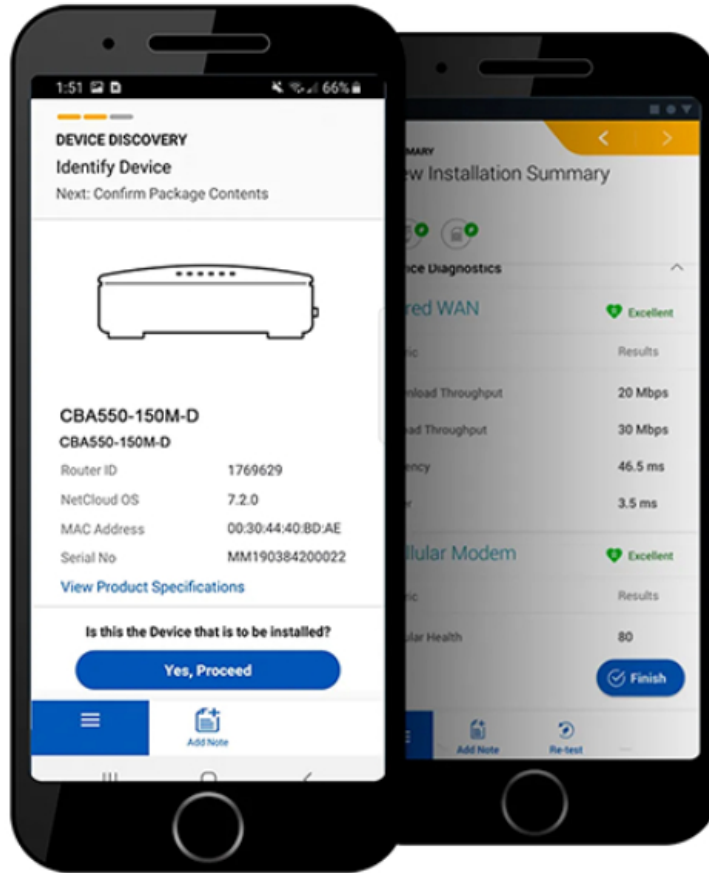 1:51 66%
DEVICE DISCOVERY
Identify Device
Next: Confirm Package Contents
CBA550-150M-D
CBA550-150M-D
Router ID 1769629
NetCloud OS 7.2.0
MAC Address 00:30:44:40:BD:AE
Serial No MM190384200022
View Product Specifications
Is this the Device that is to be installed?
Yes, Proceed
Add Note
MARY
ew Installation Summary
ice Diagnostics
red WAN Excellent
ric Results
nload Throughput 20 Mbps
ad Throughput 30 Mbps
ency 46.5 ms
r 3.5 ms
llular Modem Excellent
ric Results
ular Health 80
Finish
Add Note Re-test